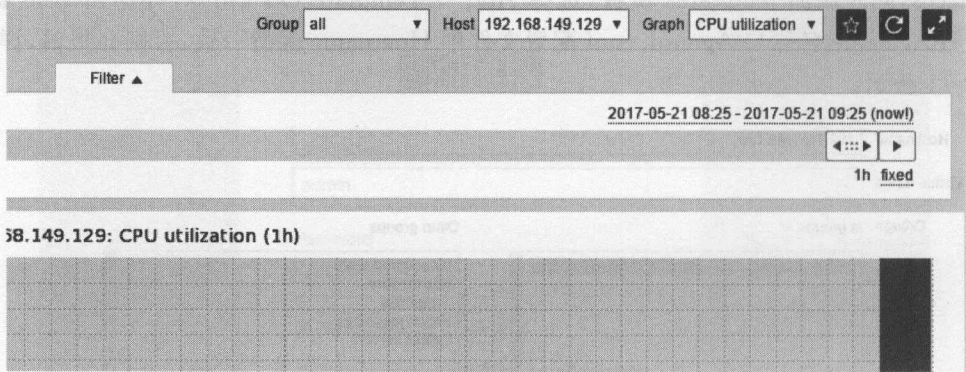 Group all Host 192.168.149.129 Graph CPU utilization
Filter
2017-05-21 08:25 - 2017-05-21 09:25 (now!)
1h fixed
58.149.129: CPU utilization (1h)